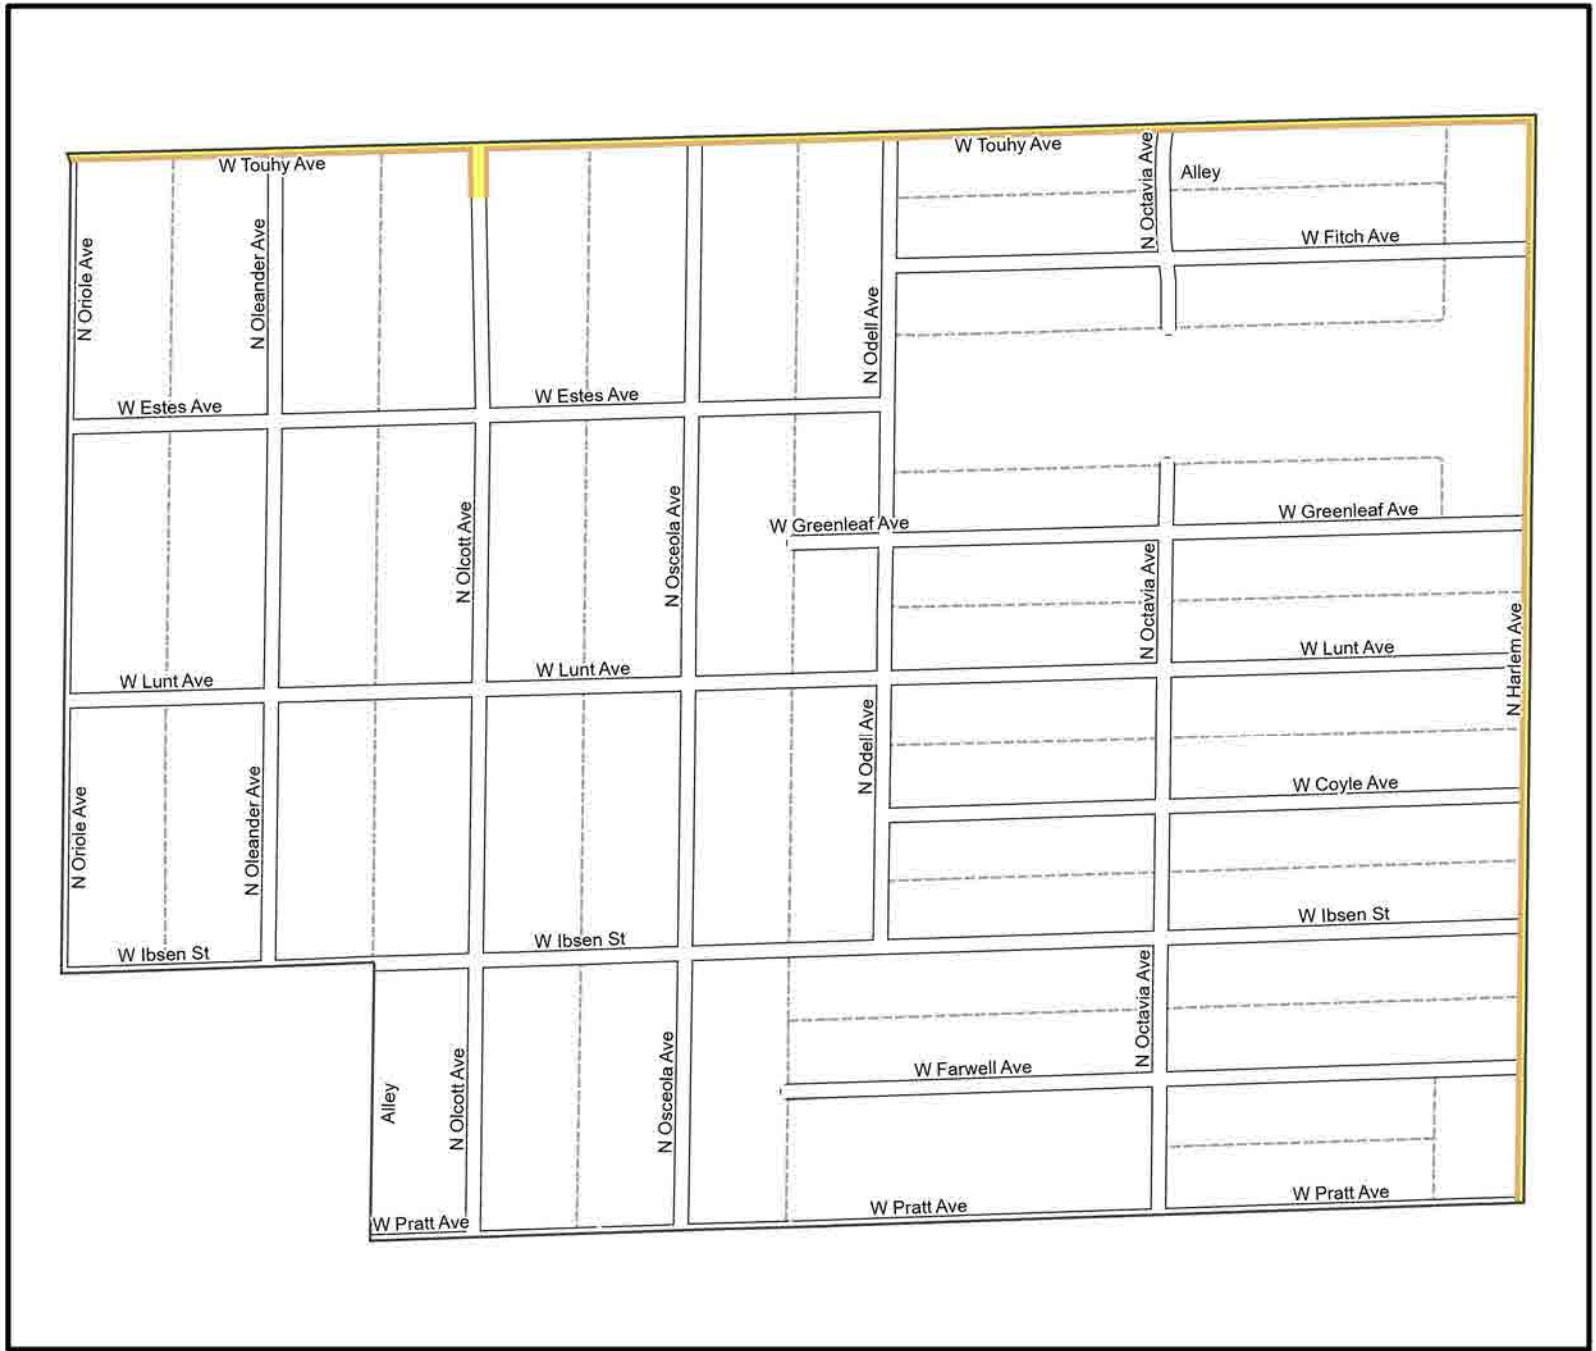 W Touhy Ave
N Octavia Ave
W Touhy Ave
Alley
W Fitch Ave
N Oriole Ave
N Oleander Ave
N Odell Ave
W Estes Ave
W Estes Ave
N Olcott Ave
N Osceola Ave
W Greenleaf Ave
W Greenleaf Ave
N Octavia Ave
N Harlem Ave
W Lunt Ave
W Lunt Ave
W Lunt Ave
N Odell Ave
N Oriole Ave
N Oleander Ave
W Coyle Ave
W Ibsen St
W Ibsen St
W Ibsen St
N Octavia Ave
Alley
N Olcott Ave
N Osceola Ave
W Farwell Ave
W Pratt Ave
W Pratt Ave
W Pratt Ave